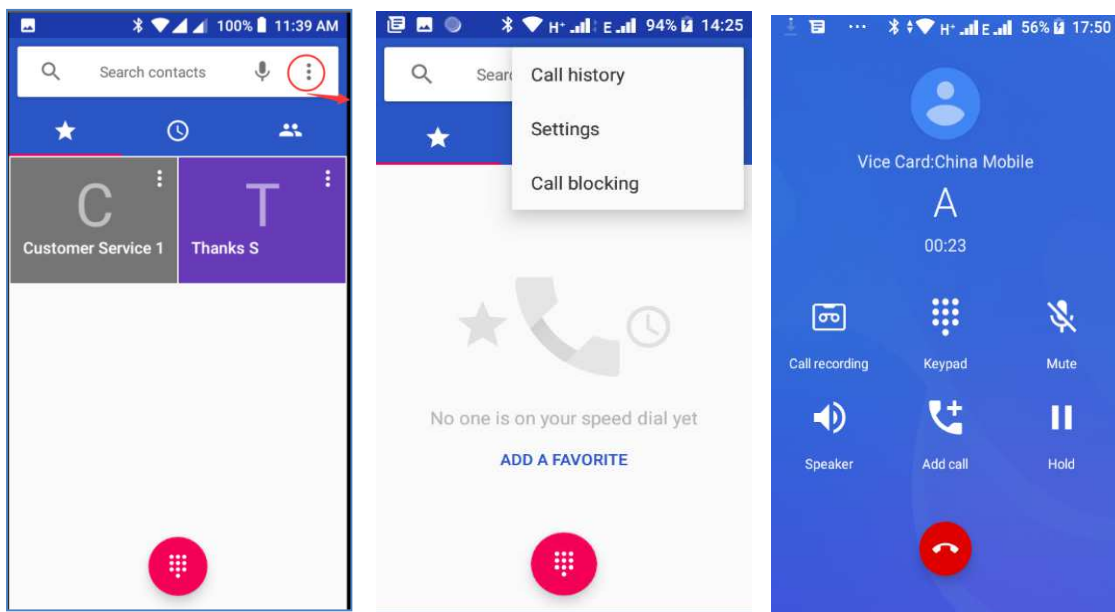 100% 11:39 AM
Search contacts
C
Customer Service 1
T
Thanks S
H+ E 94% 14:25
Sear
Call history
Settings
Call blocking
No one is on your speed dial yet
ADD A FAVORITE
... H+ E 56% 17:50
Vice Card:China Mobile
A
00:23
Call recording Keypad Mute
Speaker Add call Hold